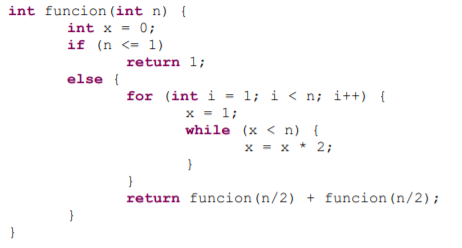 int funcion(int n) {
int x = 0;
if (n <= 1)
return 1;
else {
for (int i = 1; i < n; i++) {
x = 1;
while (x < n) {
x = x * 2;
}
}
return funcion(n/2) + funcion(n/2);
}
}